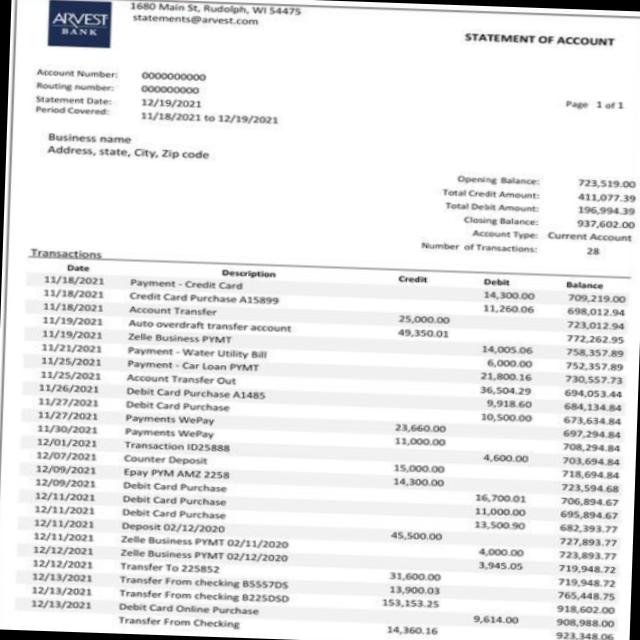 ARVEST
BANK
1680 Main St, Rudolph, WI 54475
statements@arvest.com
STATEMENT OF ACCOUNT
Account Number: 0000000000
Routing number: 000000000
Statement Date: 12/19/2021
Period Covered: 11/18/2021 to 12/19/2021
Page 1 of 1
Business name
Address, state, City, Zip code
Opening Balance: 723,519.00
Total Credit Amount: 411,077.39
Total Debit Amount: 196,994.39
Closing Balance: 937,602.00
Account Type: Current Account
Number of Transactions: 28
Transactions
Date Description Credit Debit Balance
11/18/2021 Payment - Credit Card 14,300.00 709,219.00
11/18/2021 Credit Card Purchase A15899 11,260.06 698,012.94
11/18/2021 Account Transfer 25,000.00 723,012.94
11/19/2021 Auto overdraft transfer account 49,350.01 772,262.95
11/19/2021 Zelle Business PYMT 14,005.06 758,357.89
11/21/2021 Payment - Water Utility Bill 6,000.00 752,357.89
11/25/2021 Payment - Car Loan PYMT 21,800.16 730,557.73
11/25/2021 Account Transfer Out 36,504.29 694,053.44
11/26/2021 Debit Card Purchase A1485 9,918.60 684,134.84
11/27/2021 Debit Card Purchase 10,500.00 673,634.84
11/27/2021 Payments WePay 23,660.00 697,294.84
11/30/2021 Payments WePay 11,000.00 708,294.84
12/01/2021 Transaction ID25888 4,600.00 703,694.84
12/07/2021 Counter Deposit 15,000.00 718,694.84
12/09/2021 Epay PYM AMZ 2258 14,300.00 723,594.68
12/09/2021 Debit Card Purchase 16,700.01 706,894.67
12/11/2021 Debit Card Purchase 11,000.00 695,894.67
12/11/2021 Debit Card Purchase 13,500.90 682,393.77
12/11/2021 Deposit 02/12/2020 45,500.00 727,893.77
12/11/2021 Zelle Business PYMT 02/11/2020 4,000.00 723,893.77
12/12/2021 Zelle Business PYMT 02/12/2020 3,945.05 719,948.72
12/12/2021 Transfer To 225852 31,600.00 719,948.72
12/13/2021 Transfer From checking B5557DS 13,900.03 765,448.75
12/13/2021 Transfer From checking B225DSD 153,153.25 918,602.00
12/13/2021 Debit Card Online Purchase 9,614.00 908,988.00
Transfer From Checking 14,360.16 923,348.06